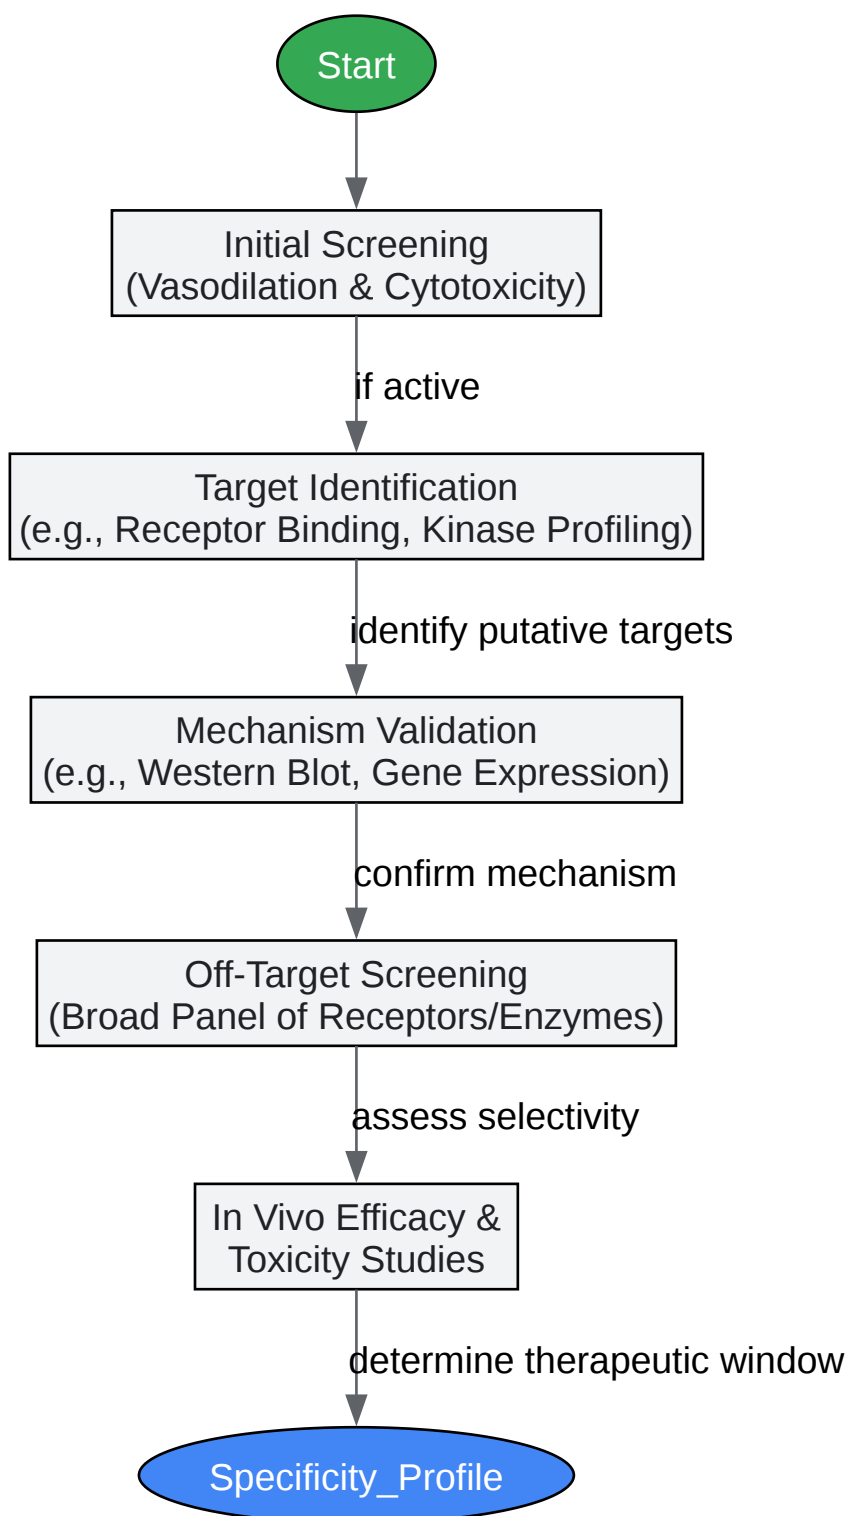 Start
Initial Screening
(Vasodilation & Cytotoxicity)
if active
Target Identification
(e.g., Receptor Binding, Kinase Profiling)
identify putative targets
Mechanism Validation
(e.g., Western Blot, Gene Expression)
confirm mechanism
Off-Target Screening
(Broad Panel of Receptors/Enzymes)
assess selectivity
In Vivo Efficacy &
Toxicity Studies
determine therapeutic window
Specificity_Profile